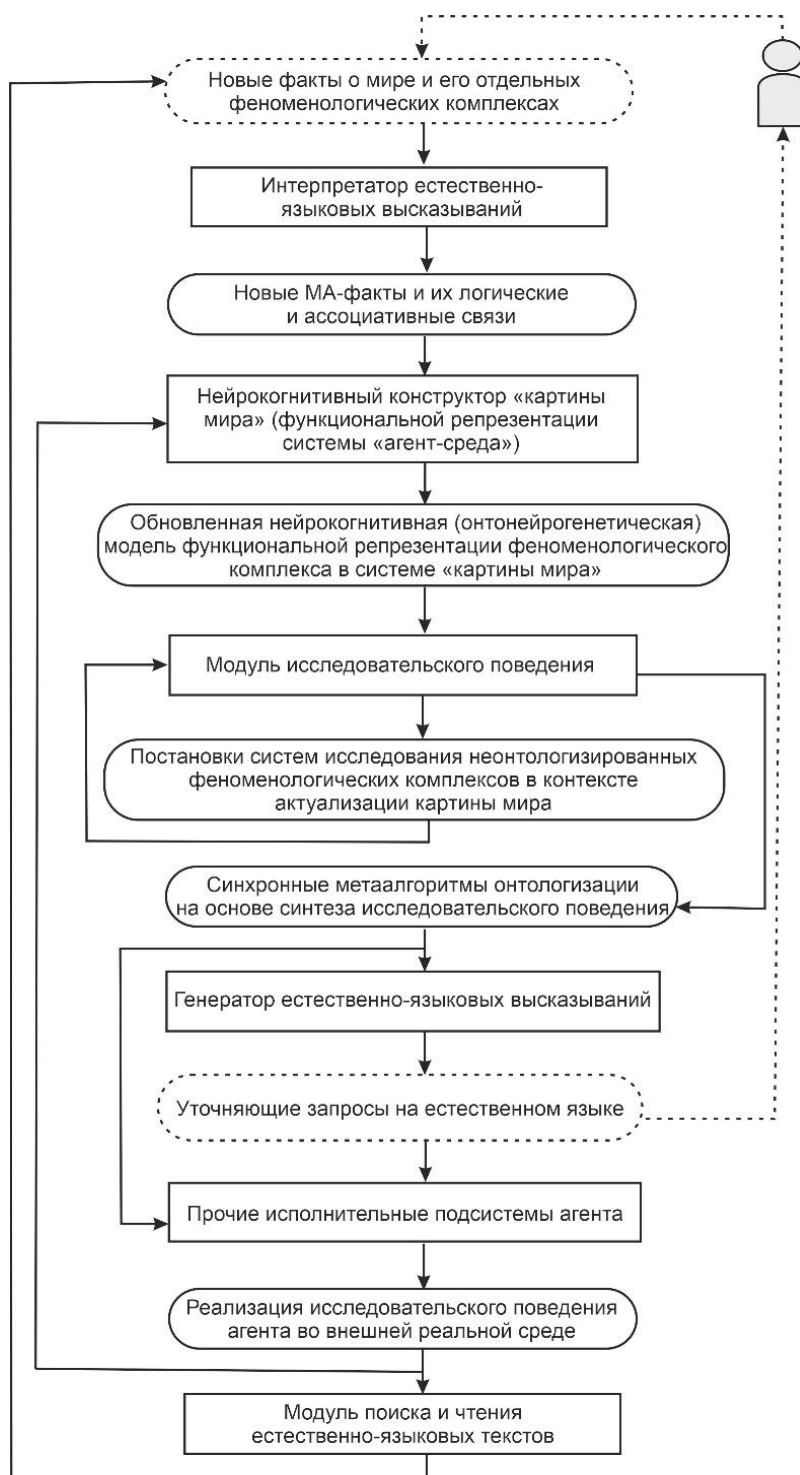 Новые факты о мире и его отдельных
феноменологических комплексах
Интерпретатор естественно-
языковых высказываний
Новые МА-факты и их логические
и ассоциативные связи
Нейрокогнитивный конструктор «картины
мира» (функциональной репрезентации
системы «агент-среда»)
Обновленная нейрокогнитивная (онтонейрогенетическая)
модель функциональной репрезентации феноменологического
комплекса в системе «картины мира»
Модуль исследовательского поведения
Постановки систем исследования неонтологизированных
феноменологических комплексов в контексте
актуализации картины мира
Синхронные метаалгоритмы онтологизации
на основе синтеза исследовательского поведения
Генератор естественно-языковых высказываний
Уточняющие запросы на естественном языке
Прочие исполнительные подсистемы агента
Реализация исследовательского поведения
агента во внешней реальной среде
Модуль поиска и чтения
естественно-языковых текстов